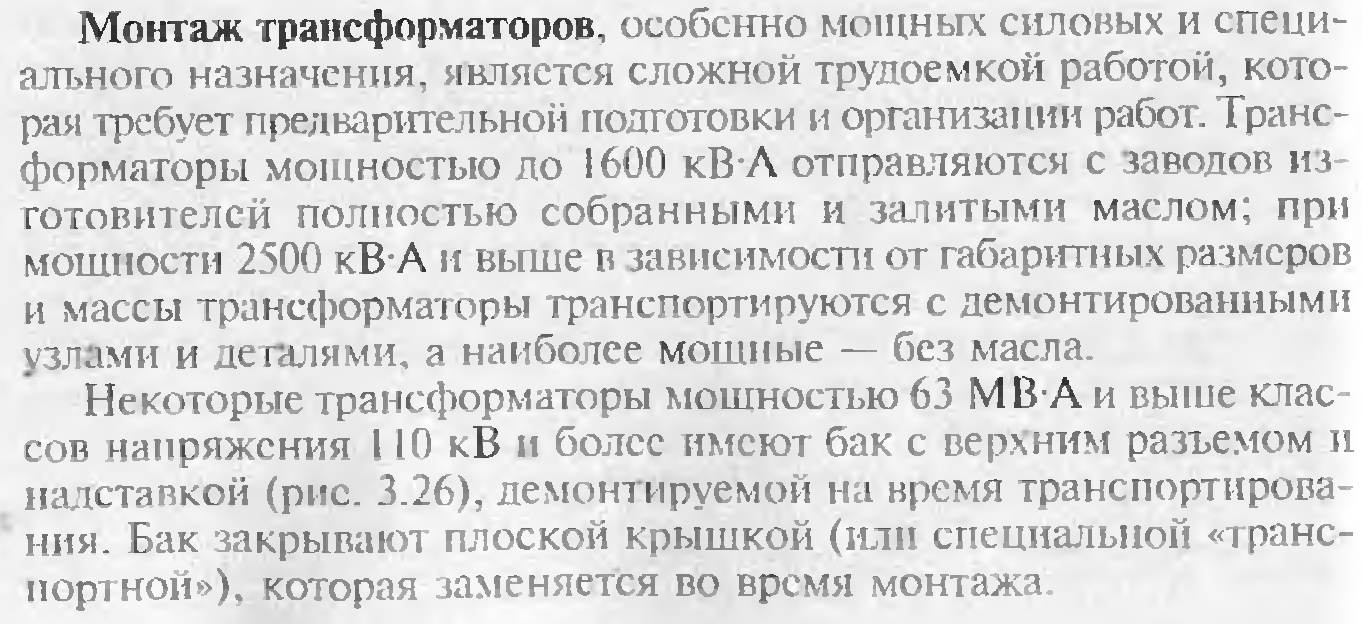 Монтаж трансформаторов, особенно мощных силовых и специ-
ального назначения, является сложной трудоемкой работой, кото-
рая требует предварительной подготовки и организации работ. Транс-
форматоры мощностью до 1600 кВ·А отправляются с заводов из-
готовителей полностью собранными и залитыми маслом; при
мощности 2500 кВ·А и выше в зависимости от габаритных размеров
и массы трансформаторы транспортируются с демонтированными
узлами и деталями, а наиболее мощные — без масла.
Некоторые трансформаторы мощностью 63 МВ·А и выше клас-
сов напряжения 110 кВ и более имеют бак с верхним разъемом и
надставкой (рис. 3.26), демонтируемой на время транспортирова-
ния. Бак закрывают плоской крышкой (или специальной «транс-
портной»), которая заменяется во время монтажа.